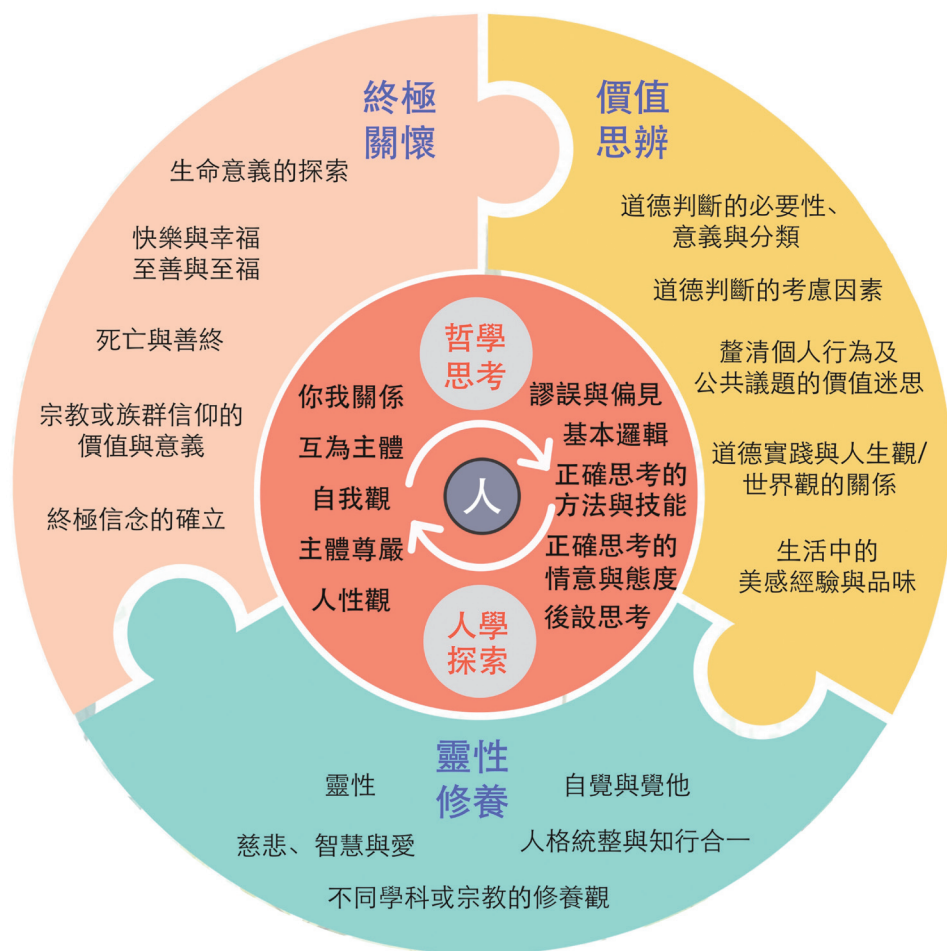 終極
關懷
生命意義的探索
快樂與幸福
至善與至福
死亡與善終
宗教或族群信仰的
價值與意義
終極信念的確立
價值
思辨
道德判斷的必要性、
意義與分類
道德判斷的考慮因素
釐清個人行為及
公共議題的價值迷思
道德實踐與人生觀/
世界觀的關係
生活中的
美感經驗與品味
哲學
思考
謬誤與偏見
基本邏輯
正確思考的
方法與技能
正確思考的
情意與態度
後設思考
人
你我關係
互為主體
自我觀
主體尊嚴
人性觀
人學
探索
靈性
修養
靈性
自覺與覺他
慈悲、智慧與愛
人格統整與知行合一
不同學科或宗教的修養觀